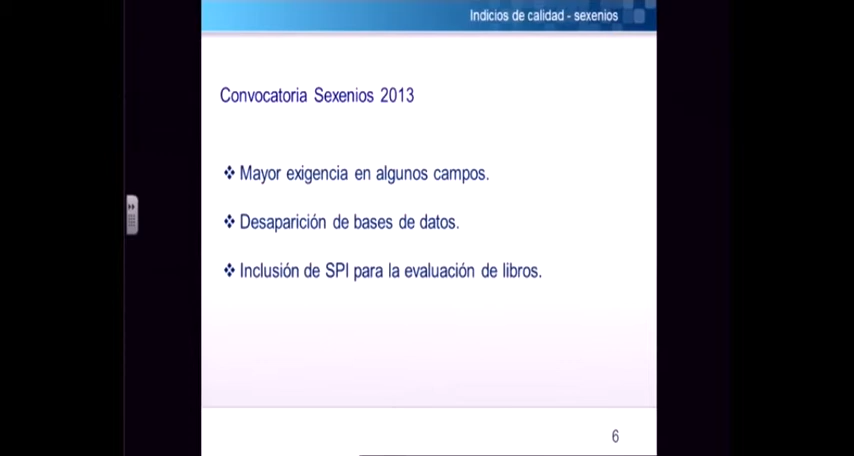 Indicios de calidad - sexenios
Convocatoria Sexenios 2013
❖ Mayor exigencia en algunos campos.
❖ Desaparición de bases de datos.
❖ Inclusión de SPI para la evaluación de libros.
6